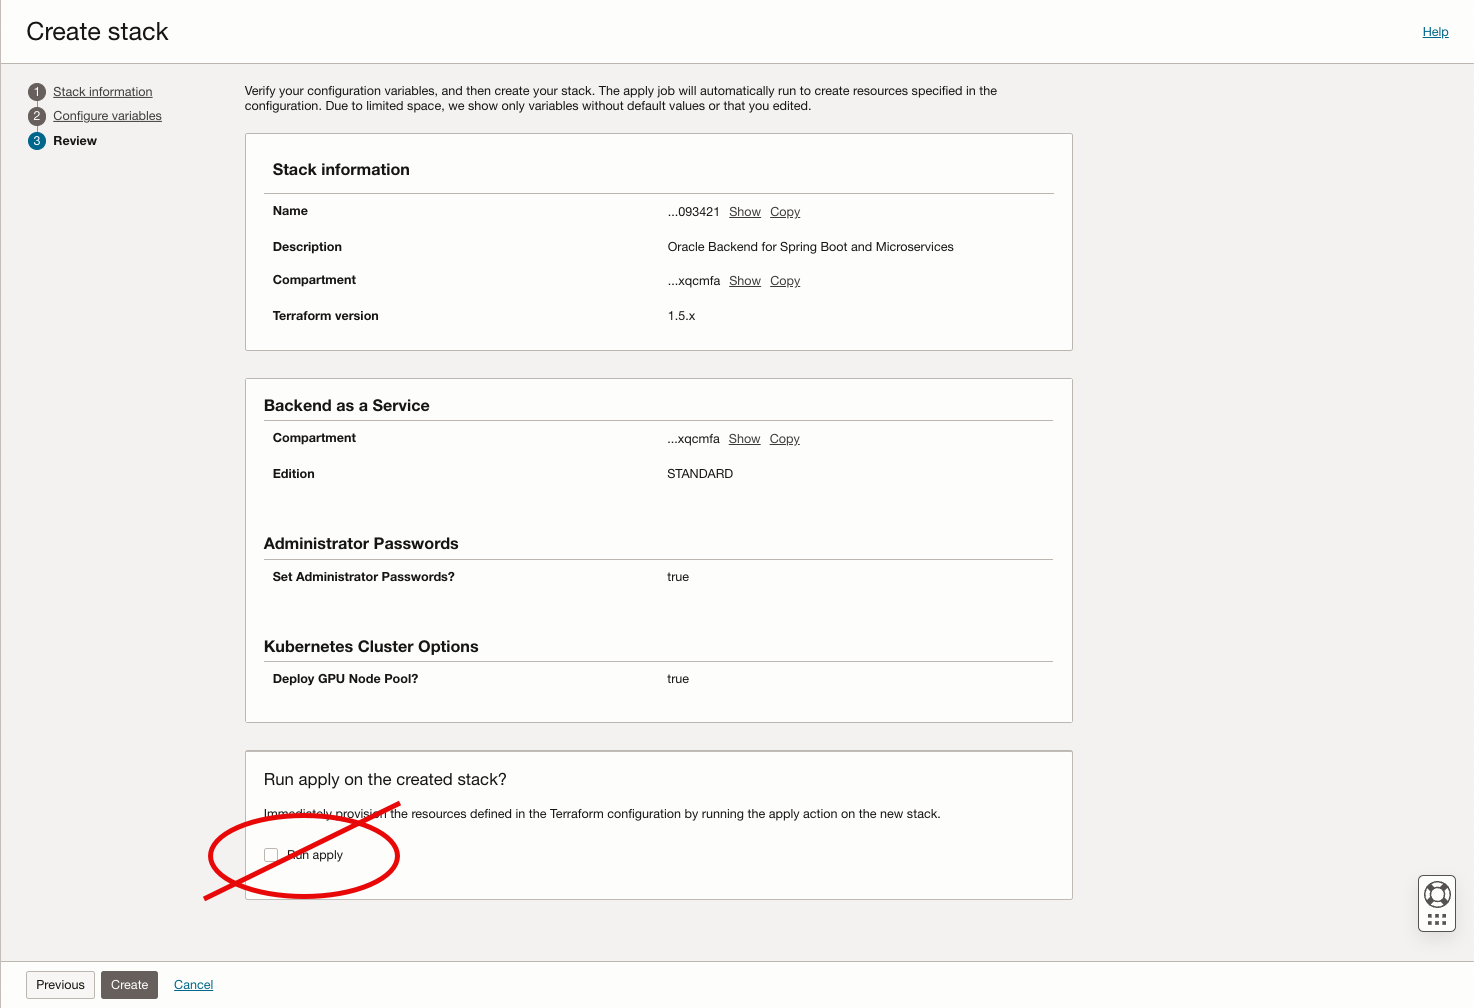 Create stack
Help
1 Stack information
2 Configure variables
3 Review
Verify your configuration variables, and then create your stack. The apply job will automatically run to create resources specified in the
configuration. Due to limited space, we show only variables without default values or that you edited.
Stack information
Name ...093421 Show Copy
Description Oracle Backend for Spring Boot and Microservices
Compartment ...xqcmfa Show Copy
Terraform version 1.5.x
Backend as a Service
Compartment ...xqcmfa Show Copy
Edition STANDARD
Administrator Passwords
Set Administrator Passwords? true
Kubernetes Cluster Options
Deploy GPU Node Pool? true
Run apply on the created stack?
Immediately provision the resources defined in the Terraform configuration by running the apply action on the new stack.
Run apply
Previous Create Cancel